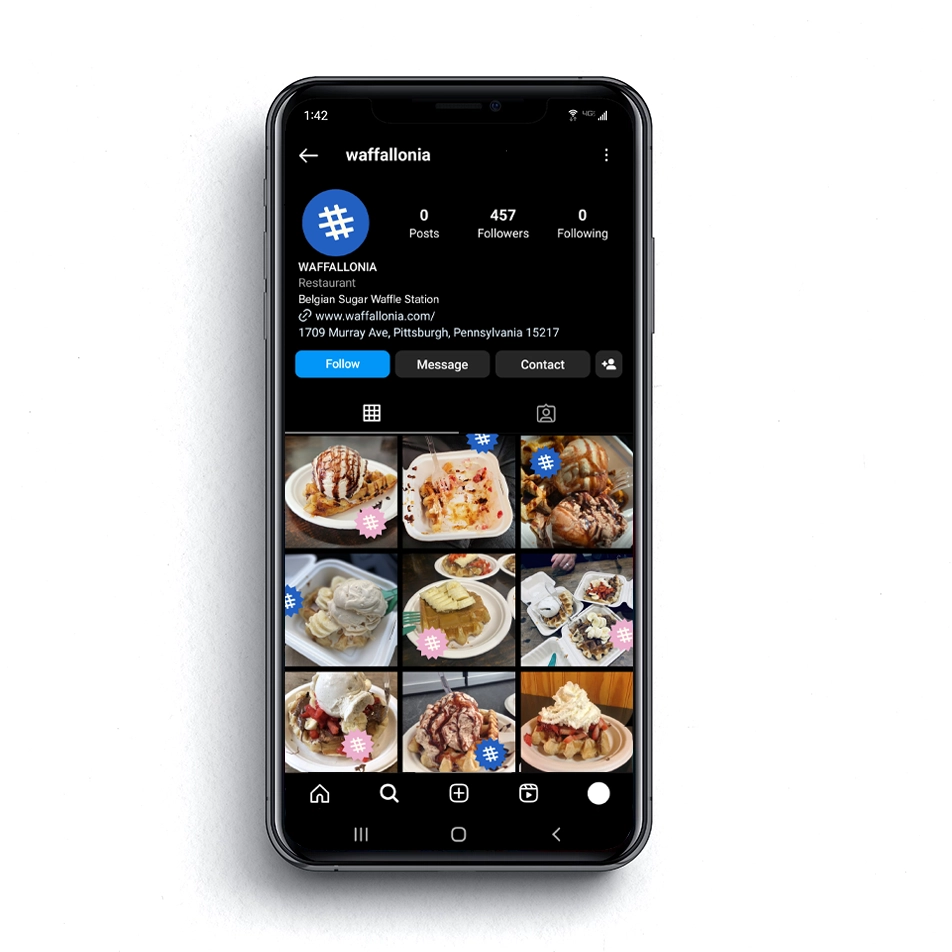 1:42
4G
waffallonia
0 457 0
Posts Followers Following
WAFFALLONIA
Restaurant
Belgian Sugar Waffle Station
www.waffallonia.com/
1709 Murray Ave, Pittsburgh, Pennsylvania 15217
Follow Message Contact